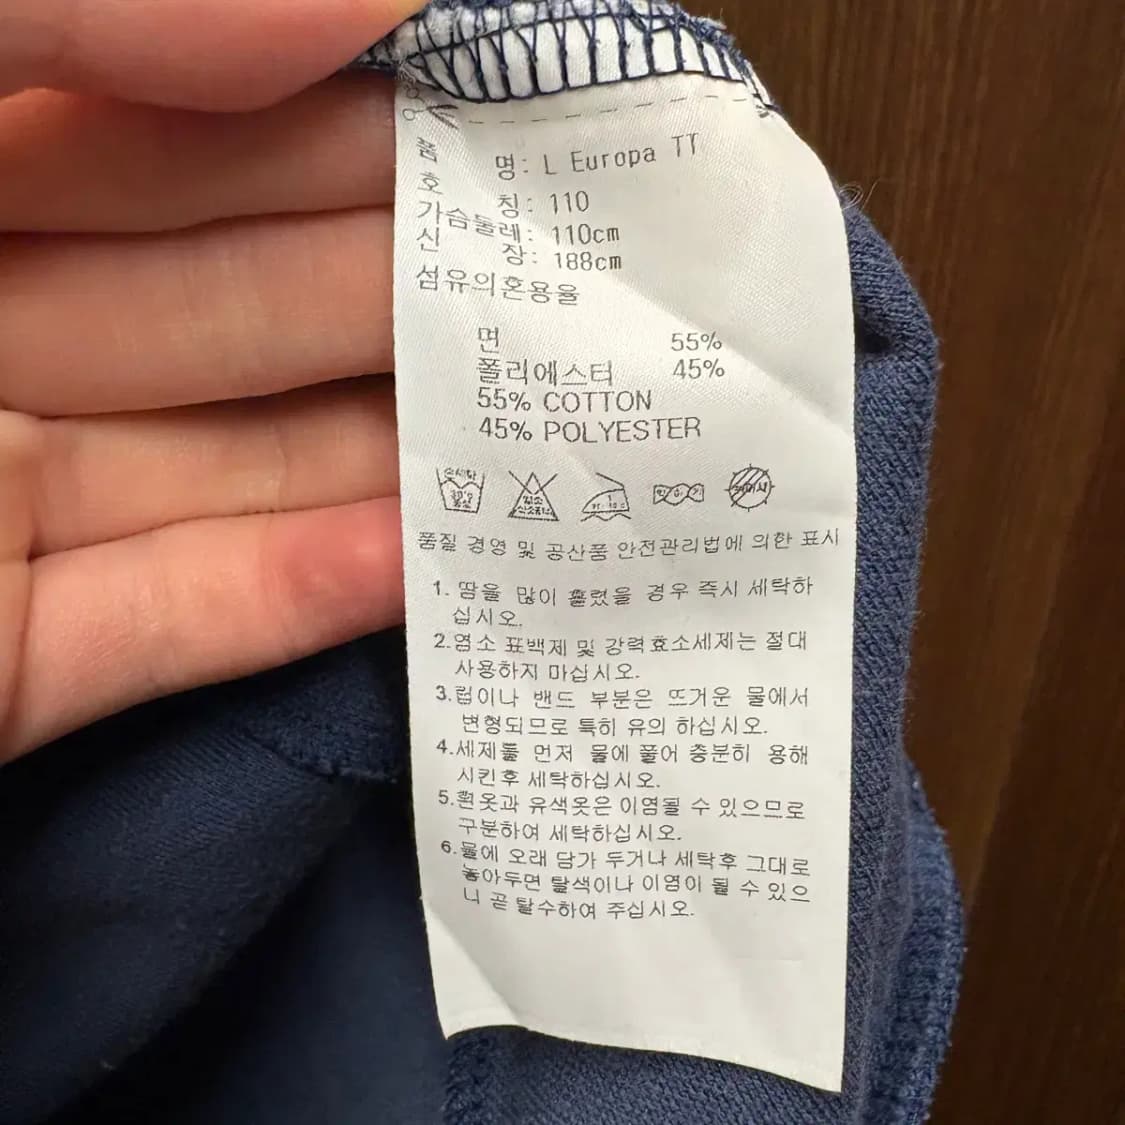 품 명: L Europa TT
호 칭: 110
가슴둘레: 110cm
신 장: 188cm
섬유의혼용율
면 55%
폴리에스터 45%
55% COTTON
45% POLYESTER
손세탁 30°C 중성 염소
품질 경영 및 공산품 안전관리법에 의한 표시
1. 땀을 많이 흘렸을 경우 즉시 세탁하
십시오.
2.염소 표백제 및 강력효소세제는 절대
사용하지 마십시오.
3.립이나 밴드 부분은 뜨거운 물에서
변형되므로 특히 유의 하십시오.
4.세제를 먼저 물에 풀어 충분히 용해
시킨후 세탁하십시오.
5.흰옷과 유색옷은 이염될 수 있으므로
구분하여 세탁하십시오.
6.물에 오래 담가 두거나 세탁후 그대로
놓아두면 탈색이나 이염이 될 수 있으
니 곧 탈수하여 주십시오.